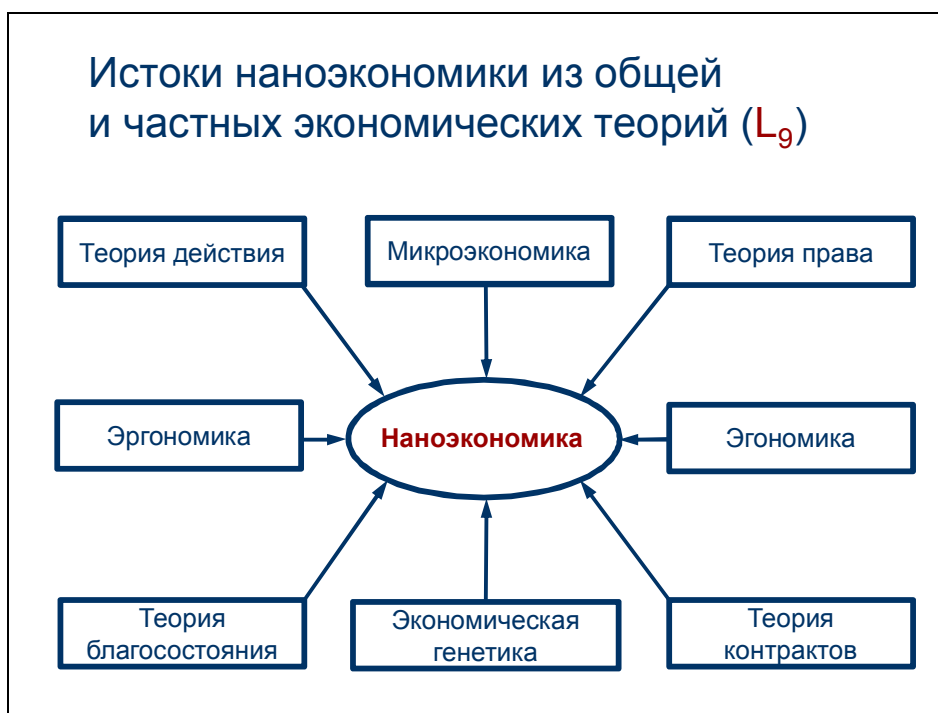 Истоки наноэкономики из общей
и частных экономических теорий (L₉)
Теория действия
Микроэкономика
Теория права
Эргономика
Наноэкономика
Эгономика
Теория
благосостояния
Экономическая
генетика
Теория
контрактов